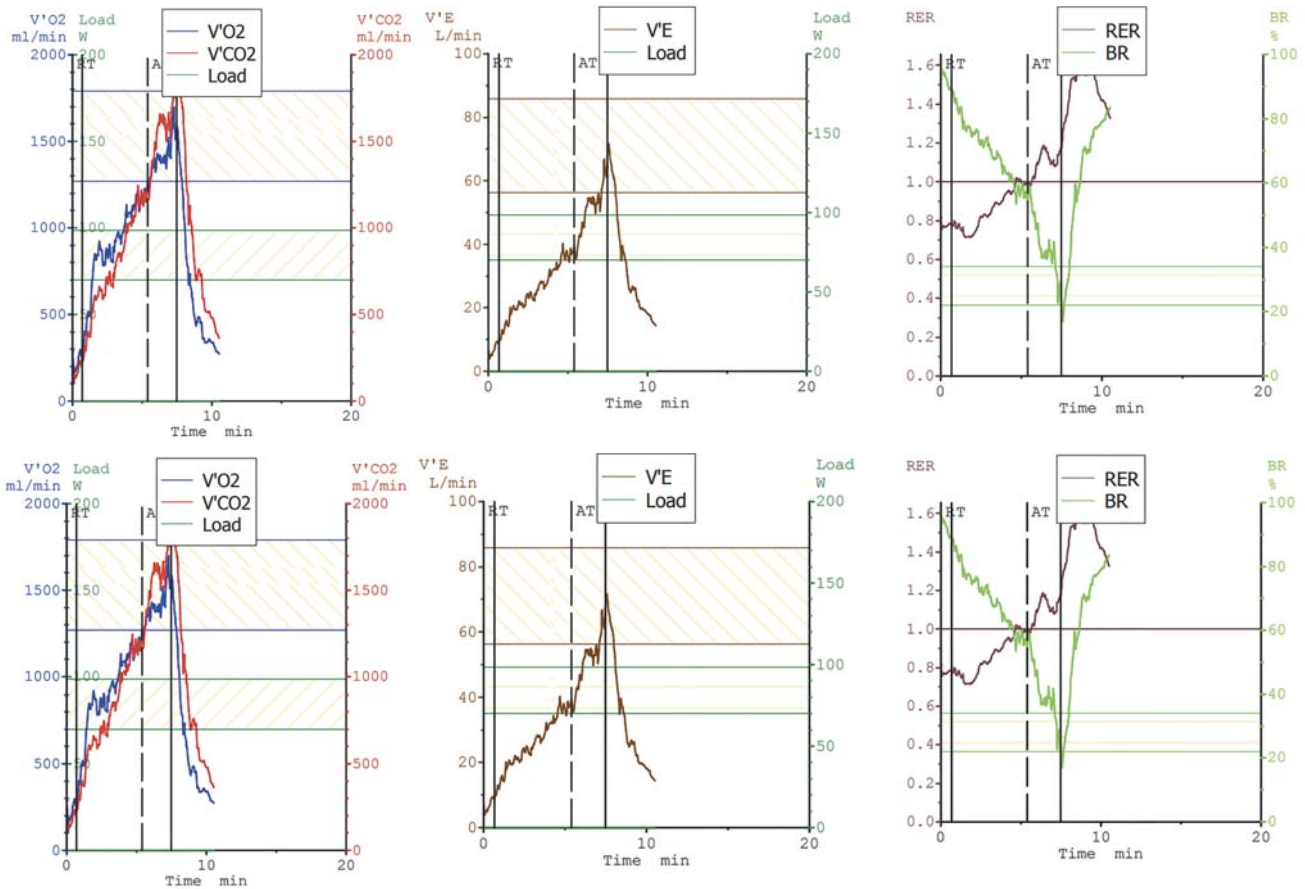 V'O2 Load V'CO2
ml/min W ml/min
V'O2
V'CO2
Load
2000 200 2000
RT A
1500 150 1500
1000 100 1000
500 50 500
0 0
0 10 20
Time min
V'E Load
L/min W
V'E
Load
100 200
RT AT
80 150
60
100
40
50
20
0 0
0 10 20
Time min
RER BR
%
RER
BR
1.6 100
RT AT
1.4
80
1.2
1.0 60
0.8
0.6 40
0.4
20
0.2
0.0 0
0 10 20
Time min
V'O2 Load V'CO2
ml/min W ml/min
V'O2
V'CO2
Load
2000 200 2000
RT A
1500 150 1500
1000 100 1000
500 500
0 0
0 10 20
Time min
V'E Load
L/min W
V'E
Load
100 200
RT AT
80 150
60
100
40
50
20
0 0
0 10 20
Time min
RER BR
%
RER
BR
1.6 100
RT AT
1.4
80
1.2
1.0 60
0.8
0.6 40
0.4
20
0.2
0.0 0
0 10 20
Time min